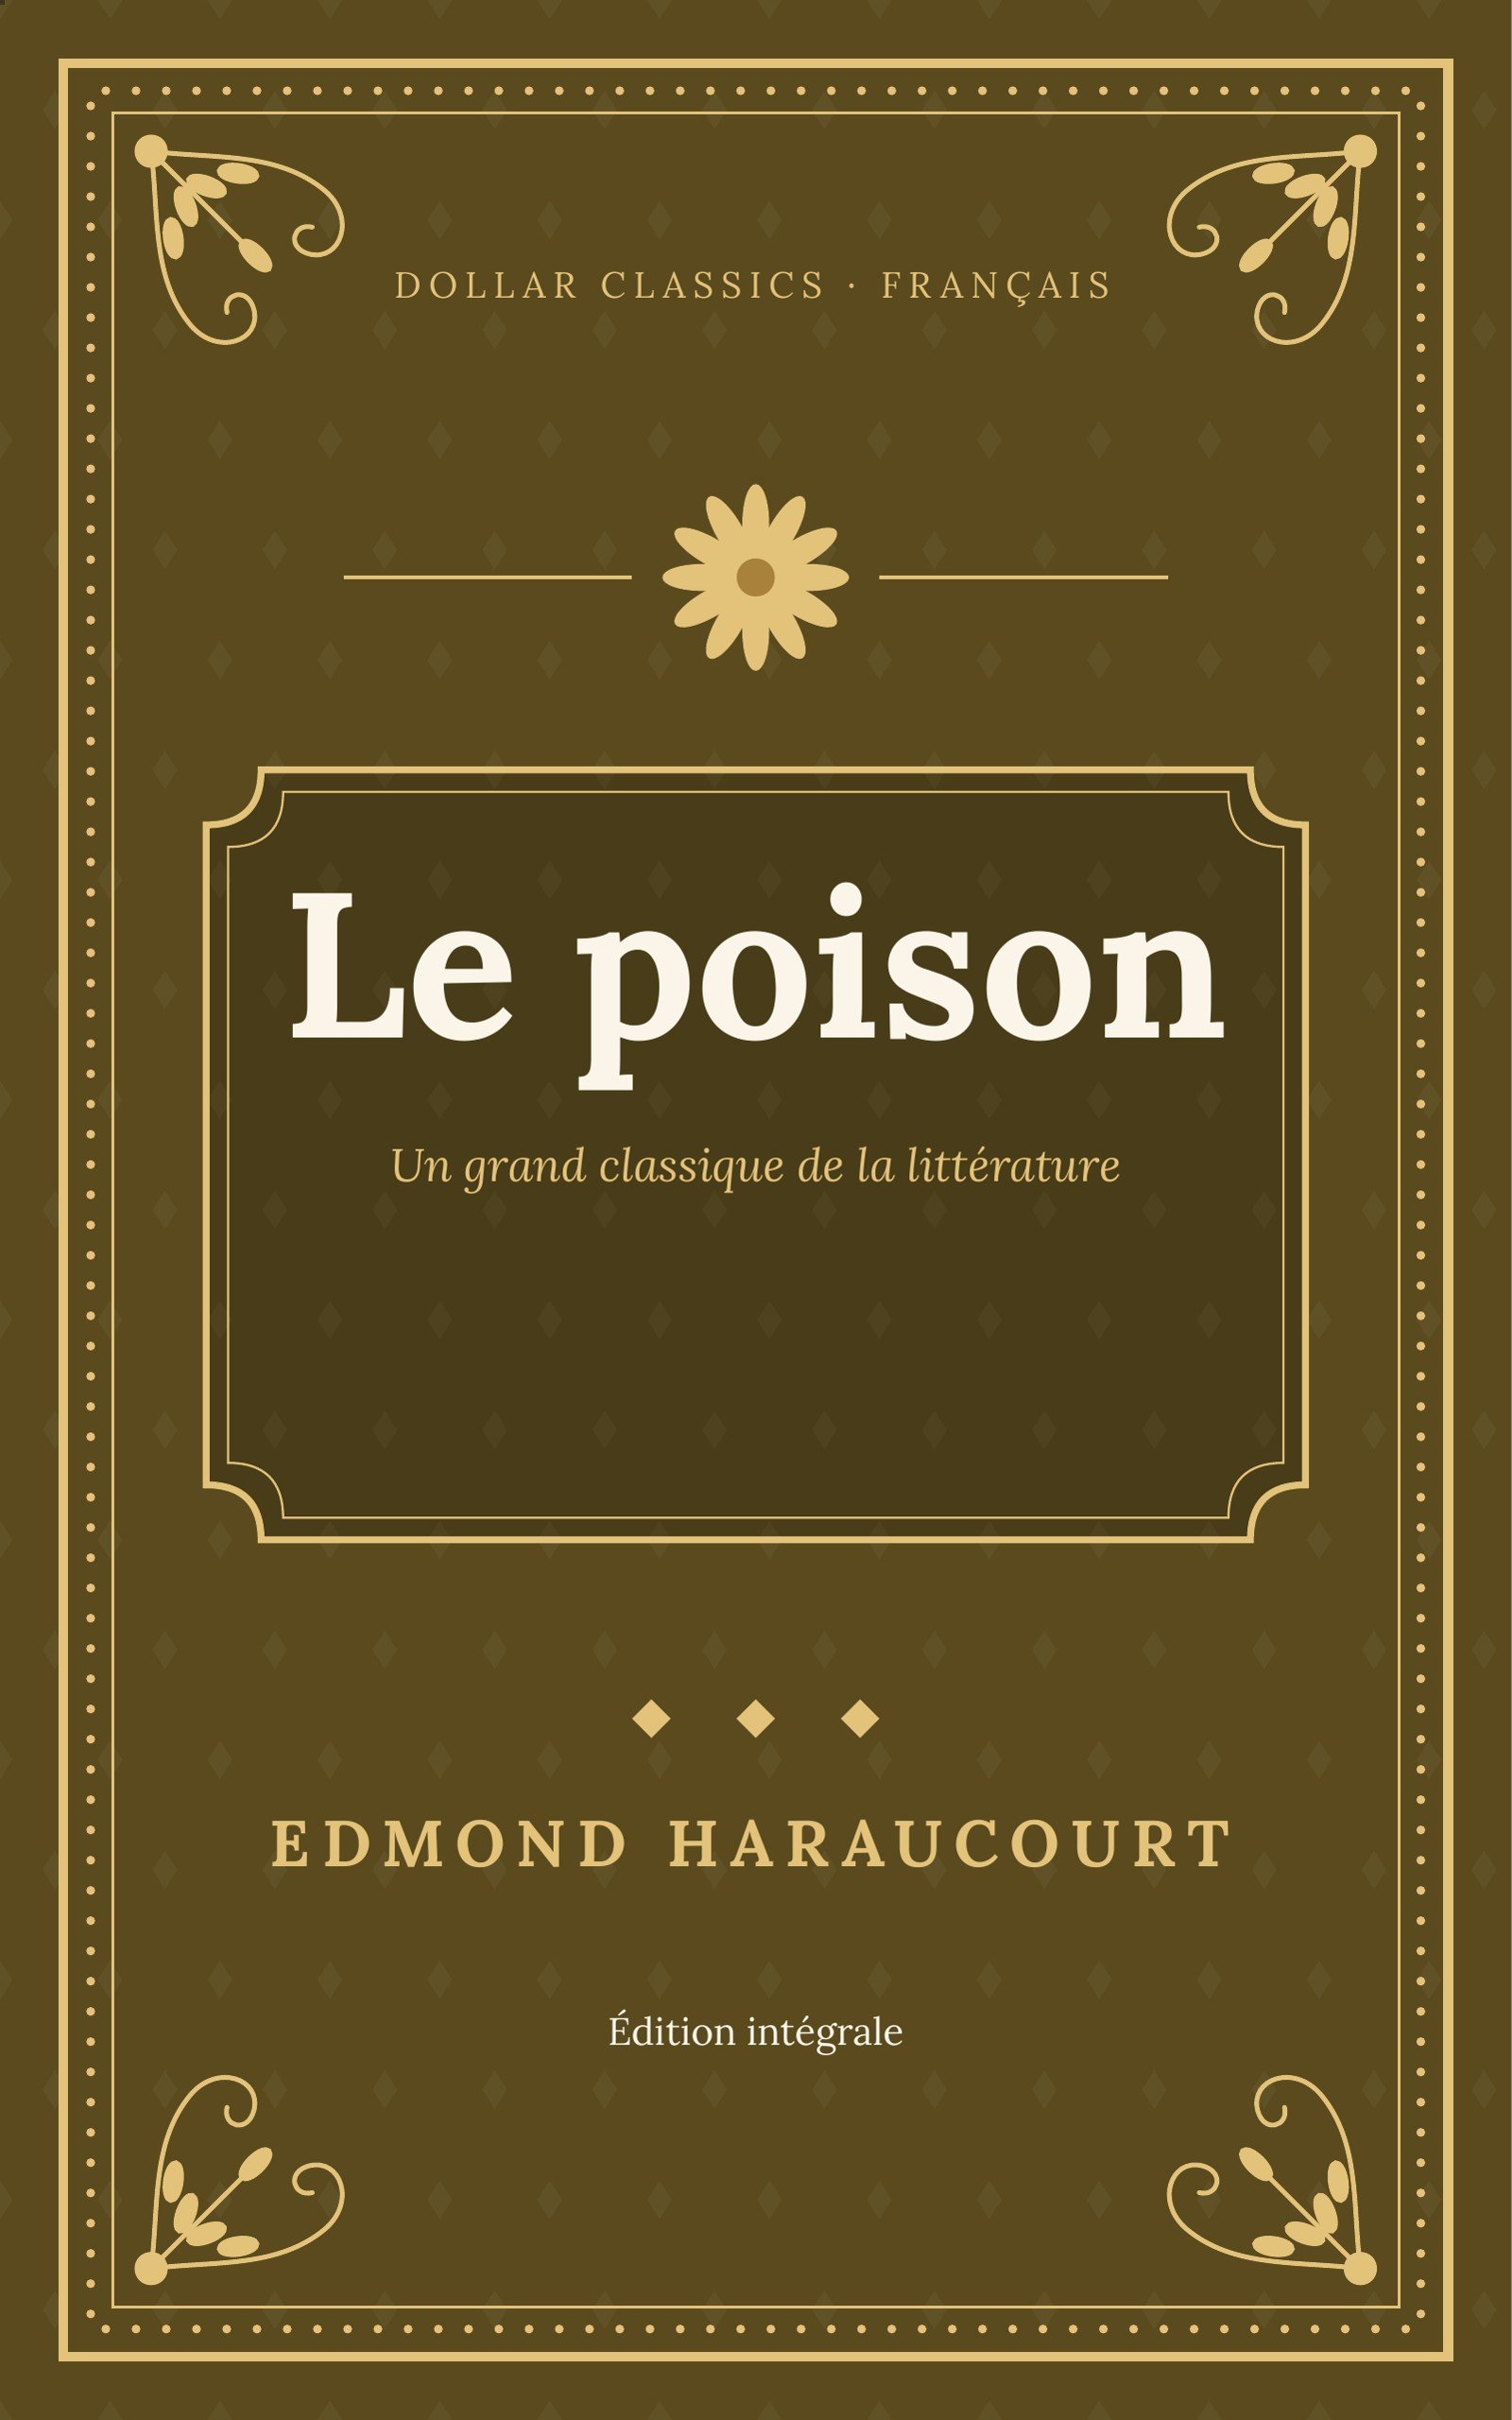 DOLLAR CLASSICS · FRANÇAIS
Le poison
Un grand classique de la littérature
EDMOND HARAUCOURT
Édition intégrale